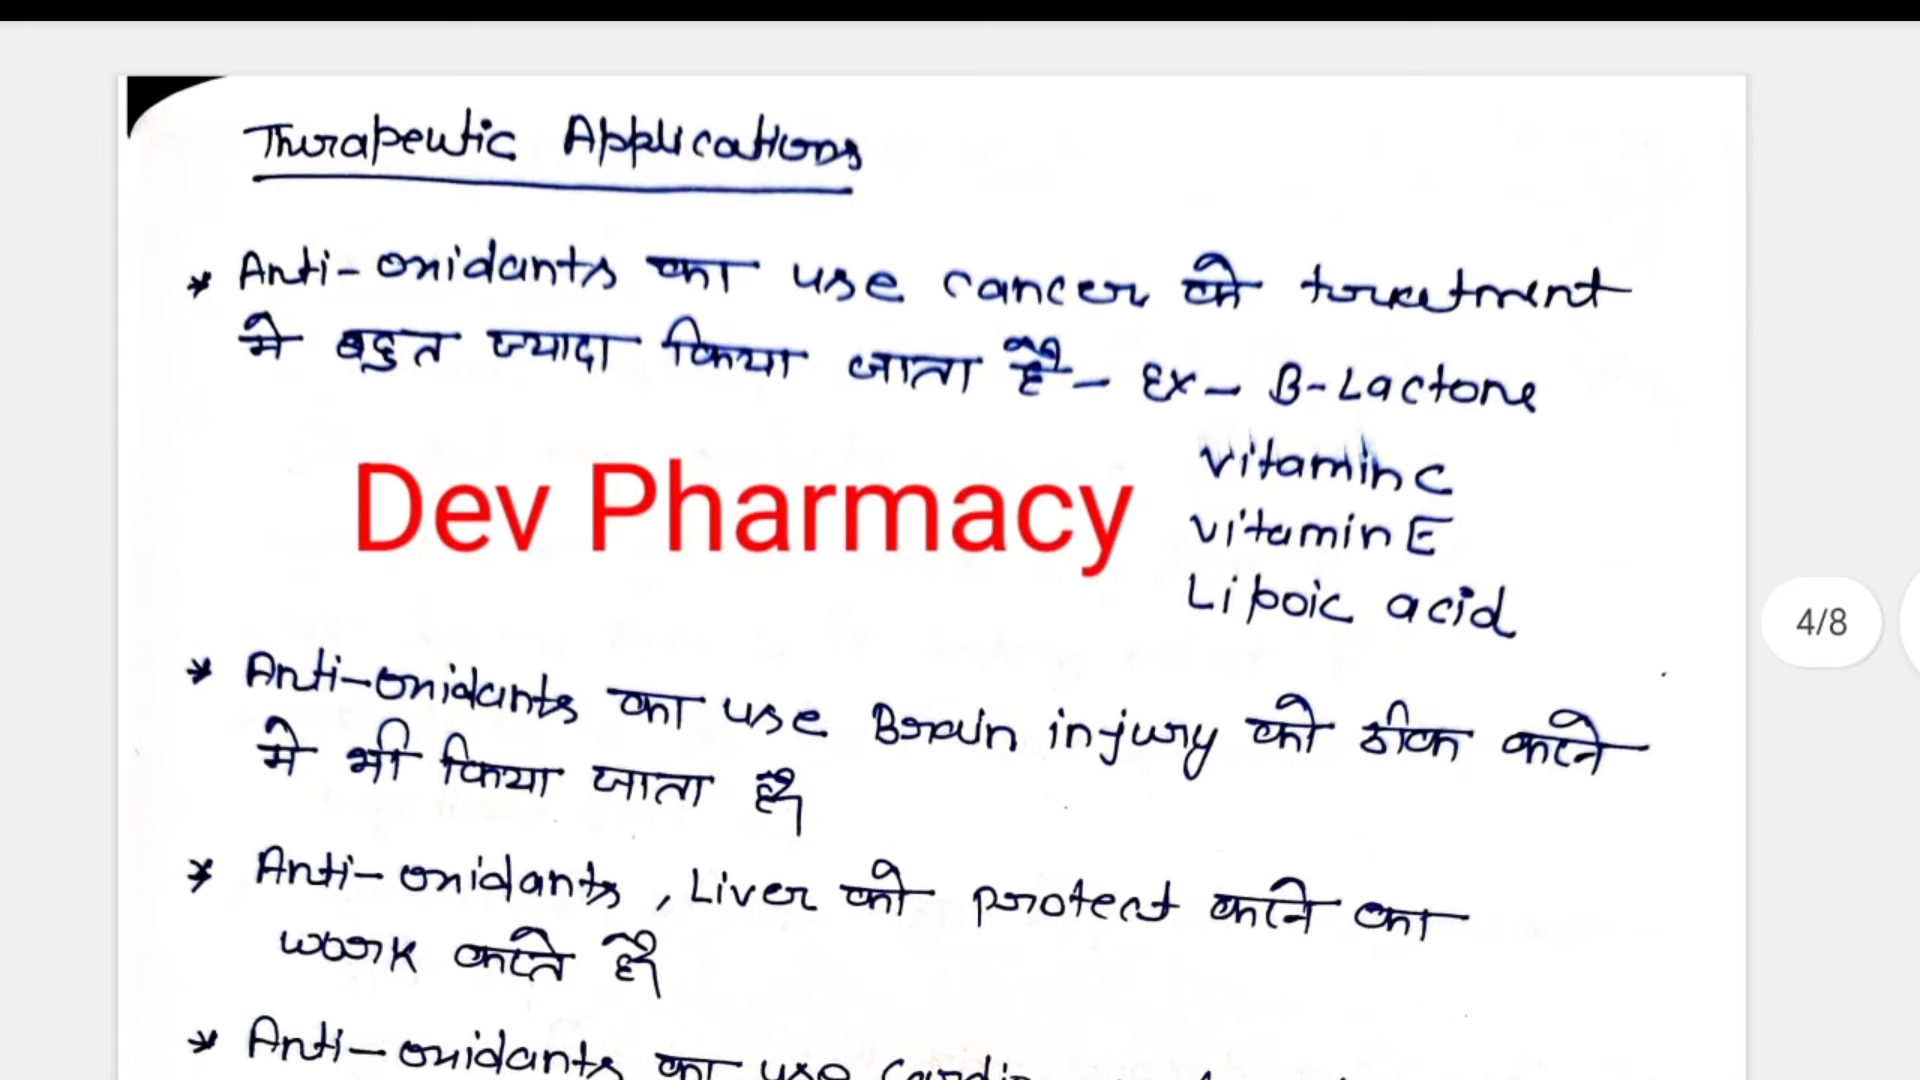 Therapeutic Applications
* Anti-oxidants का use cancer के treatment
मे बहुत ज्यादा किया जाता है - Ex - B-Lactone
vitamin C
Dev Pharmacy
vitamin E
Lipoic acid
4/8
* Anti-oxidants का use Brain injury को ठीक करने
मे भी किया जाता है।
* Anti-oxidants, Liver को protect करने का
work करते है।
* Anti-oxidants का use